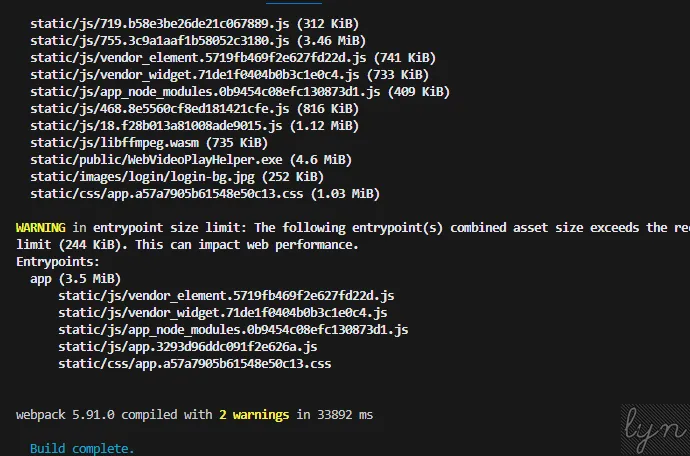 static/js/719.b58e3be26de21c067889.js (312 KiB)
static/js/755.3c9a1aaf1b58052c3180.js (3.46 MiB)
static/js/vendor_element.5719fb469f2e627fd22d.js (741 KiB)
static/js/vendor_widget.71de1f0404b0b3c1e0c4.js (733 KiB)
static/js/app_node_modules.0b9454c08efc130873d1.js (409 KiB)
static/js/468.8e5560cf8ed181421cfe.js (816 KiB)
static/js/18.f28b013a81008ade9015.js (1.12 MiB)
static/js/libffmpeg.wasm (735 KiB)
static/public/WebVideoPlayHelper.exe (4.6 MiB)
static/images/login/login-bg.jpg (252 KiB)
static/css/app.a57a7905b61548e50c13.css (1.03 MiB)
WARNING in entrypoint size limit: The following entrypoint(s) combined asset size exceeds the re
limit (244 KiB). This can impact web performance.
Entrypoints:
app (3.5 MiB)
static/js/vendor_element.5719fb469f2e627fd22d.js
static/js/vendor_widget.71de1f0404b0b3c1e0c4.js
static/js/app_node_modules.0b9454c08efc130873d1.js
static/js/app.3293d96ddc091f2e626a.js
static/css/app.a57a7905b61548e50c13.css
webpack 5.91.0 compiled with 2 warnings in 33892 ms
lyn
Build complete.